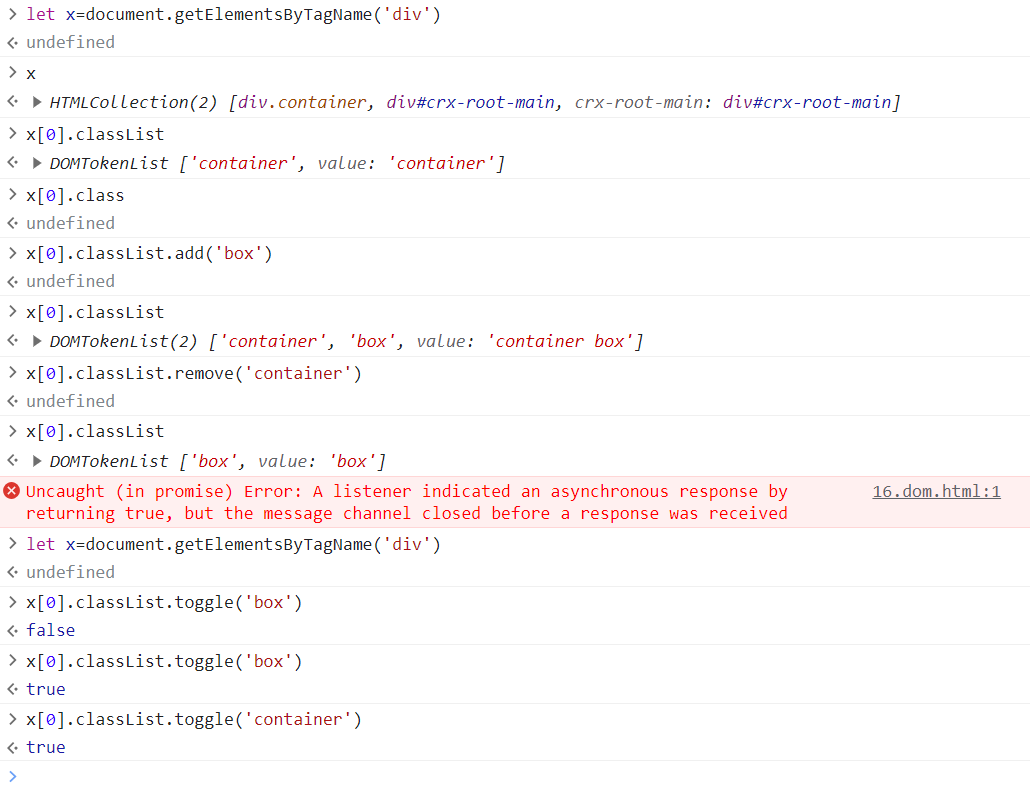 > let x=document.getElementsByTagName('div')
undefined
> x
HTMLCollection(2) [div.container, div#crx-root-main, crx-root-main: div#crx-root-main]
> x[0].classList
DOMTokenList ['container', value: 'container']
> x[0].class
undefined
> x[0].classList.add('box')
undefined
> x[0].classList
DOMTokenList(2) ['container', 'box', value: 'container box']
> x[0].classList.remove('container')
undefined
> x[0].classList
DOMTokenList ['box', value: 'box']
Uncaught (in promise) Error: A listener indicated an asynchronous response by 16.dom.html:1
returning true, but the message channel closed before a response was received
> let x=document.getElementsByTagName('div')
undefined
> x[0].classList.toggle('box')
false
> x[0].classList.toggle('box')
true
> x[0].classList.toggle('container')
true
>